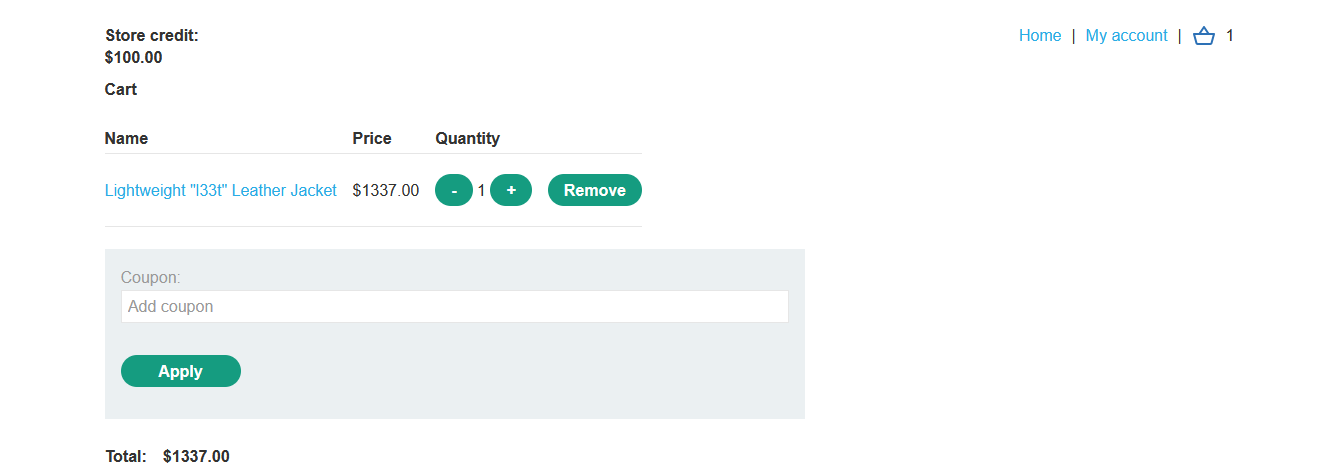 Store credit:
$100.00
Home | My account | 1
Cart
Name Price Quantity
Lightweight "l33t" Leather Jacket $1337.00 - 1 + Remove
Coupon:
Add coupon
Apply
Total: $1337.00